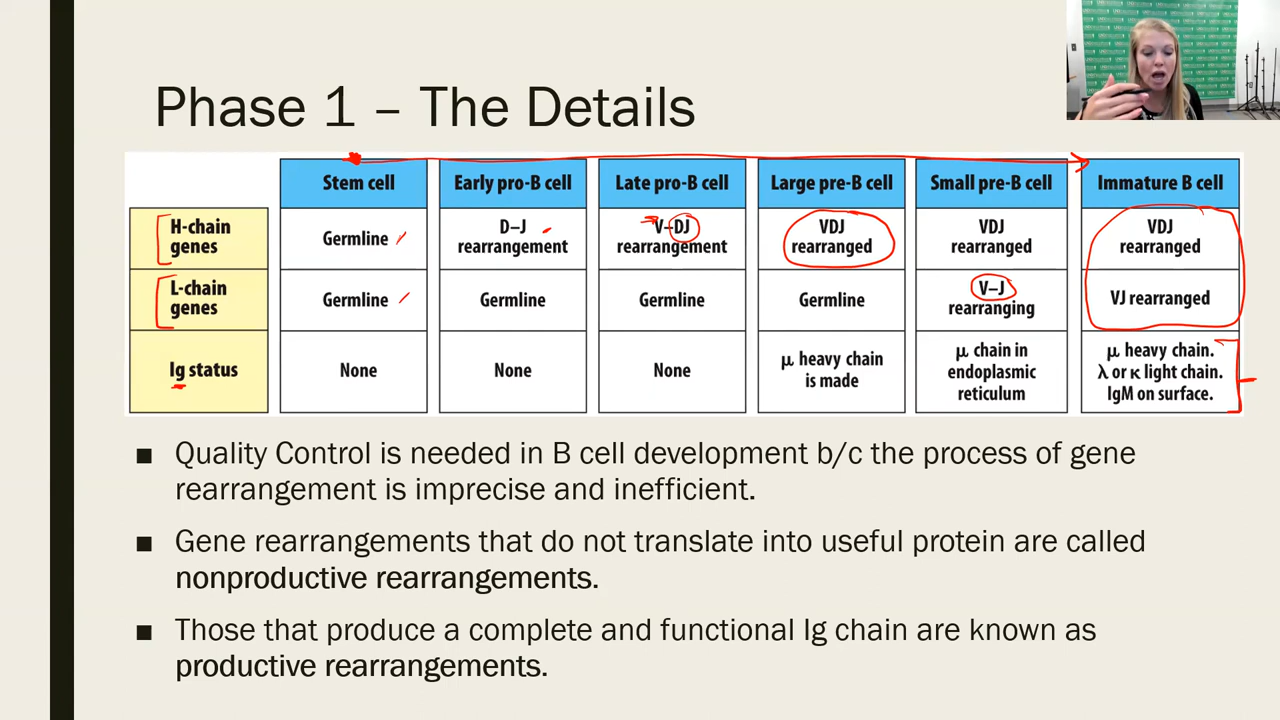 Phase 1 – The Details
Stem cell Early pro-B cell Late pro-B cell Large pre-B cell Small pre-B cell Immature B cell
H-chain genes Germline D–J rearrangement V–DJ rearrangement VDJ rearranged VDJ rearranged VDJ rearranged
L-chain genes Germline Germline Germline Germline V–J rearranging VJ rearranged
Ig status None None None μ heavy chain is made μ chain in endoplasmic reticulum μ heavy chain. λ or κ light chain. IgM on surface.
■ Quality Control is needed in B cell development b/c the process of gene
rearrangement is imprecise and inefficient.
■ Gene rearrangements that do not translate into useful protein are called
nonproductive rearrangements.
■ Those that produce a complete and functional Ig chain are known as
productive rearrangements.